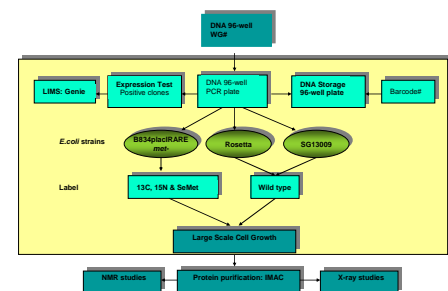 DNA 96-well
WG#
LIMS: Genie
Expression Test
Positive clones
DNA 96-well
PCR plate
DNA Storage
96-well plate
Barcode#
E.coli strains
B834placIRARE
met-
Rosetta
SG13009
Label
13C, 15N & SeMet
Wild type
Large Scale Cell Growth
NMR studies
Protein purification: IMAC
X-ray studies